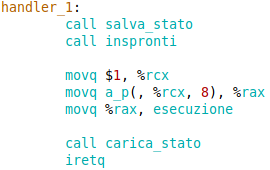 handler_1:
call salva_stato
call inspronti
movq $1, %rcx
movq a_p(, %rcx, 8), %rax
movq %rax, esecuzione
call carica_stato
iretq